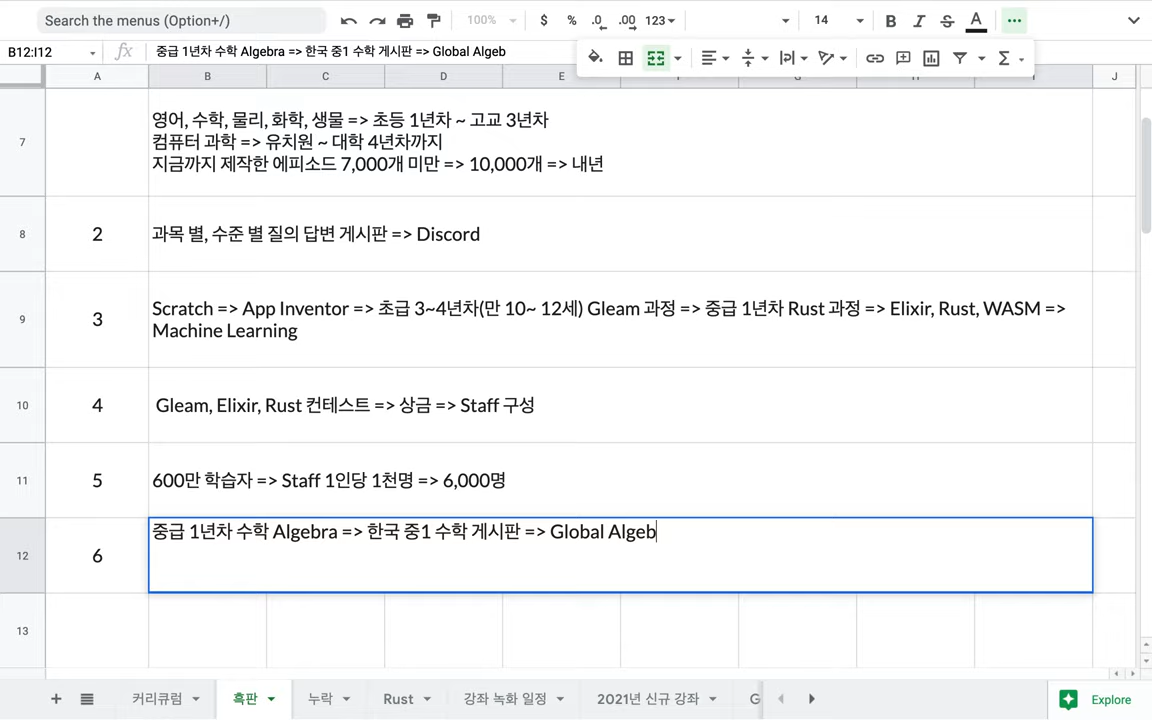 Search the menus (Option+/)
100%
$ % .0 .00 123
14
B I S A
B12:I12
fx
중급 1년차 수학 Algebra => 한국 중1 수학 게시판 => Global Algeb
A B C D E J
7
영어, 수학, 물리, 화학, 생물 => 초등 1년차 ~ 고교 3년차
컴퓨터 과학 => 유치원 ~ 대학 4년차까지
지금까지 제작한 에피소드 7,000개 미만 => 10,000개 => 내년
8 2 과목 별, 수준 별 질의 답변 게시판 => Discord
9 3
Scratch => App Inventor => 초급 3~4년차(만 10~ 12세) Gleam 과정 => 중급 1년차 Rust 과정 => Elixir, Rust, WASM =>
Machine Learning
10 4 Gleam, Elixir, Rust 컨테스트 => 상금 => Staff 구성
11 5 600만 학습자 => Staff 1인당 1천명 => 6,000명
12 6 중급 1년차 수학 Algebra => 한국 중1 수학 게시판 => Global Algeb
13
커리큘럼 흑판 누락 Rust 강좌 녹화 일정 2021년 신규 강좌 G
Explore